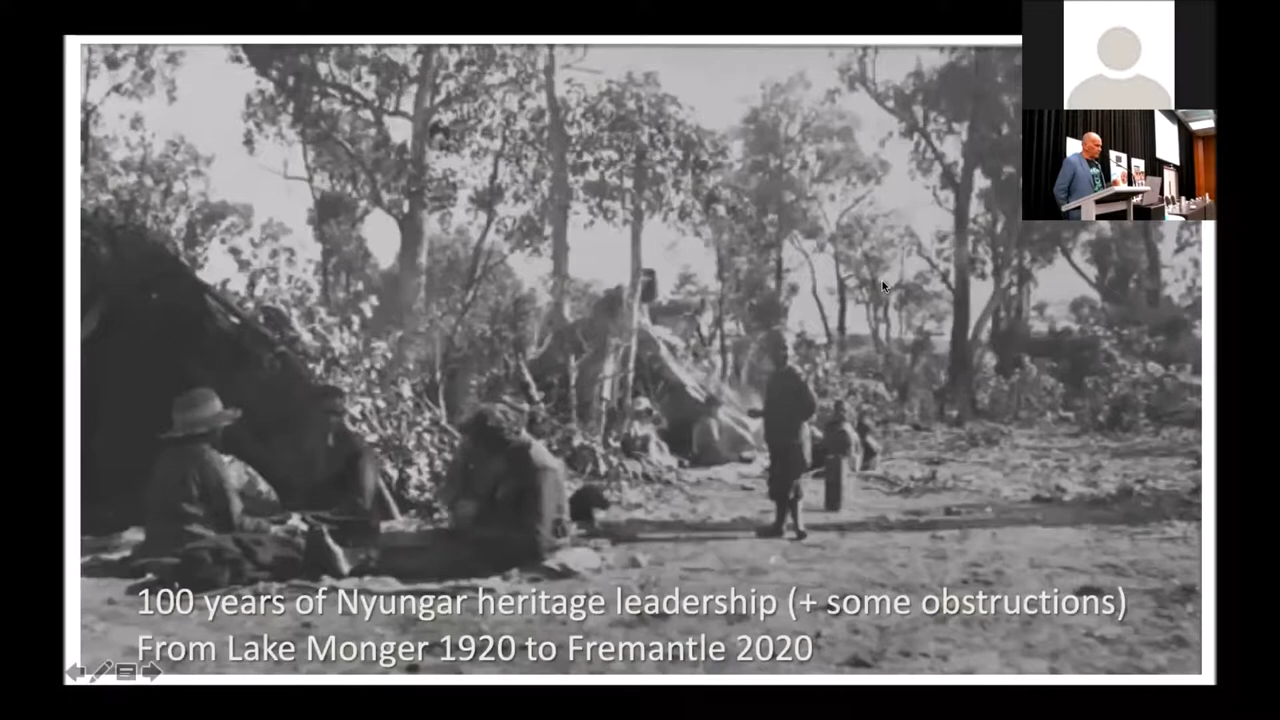 100 years of Nyungar heritage leadership (+ some obstructions)
From Lake Monger 1920 to Fremantle 2020